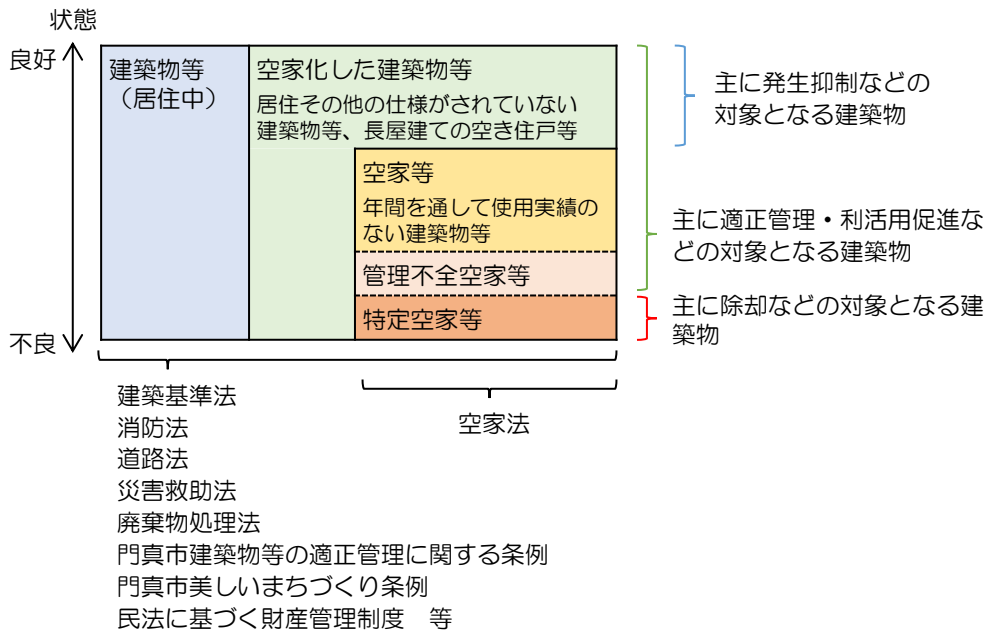 状態
良好
建築物等
（居住中）
空家化した建築物等
居住その他の仕様がされていない
建築物等、長屋建ての空き住戸等
空家等
年間を通して使用実績の
ない建築物等
管理不全空家等
特定空家等
不良
主に発生抑制などの
対象となる建築物
主に適正管理・利活用促進な
どの対象となる建築物
主に除却などの対象となる建
築物
建築基準法
消防法
道路法
災害救助法
廃棄物処理法
門真市建築物等の適正管理に関する条例
門真市美しいまちづくり条例
民法に基づく財産管理制度　等
空家法